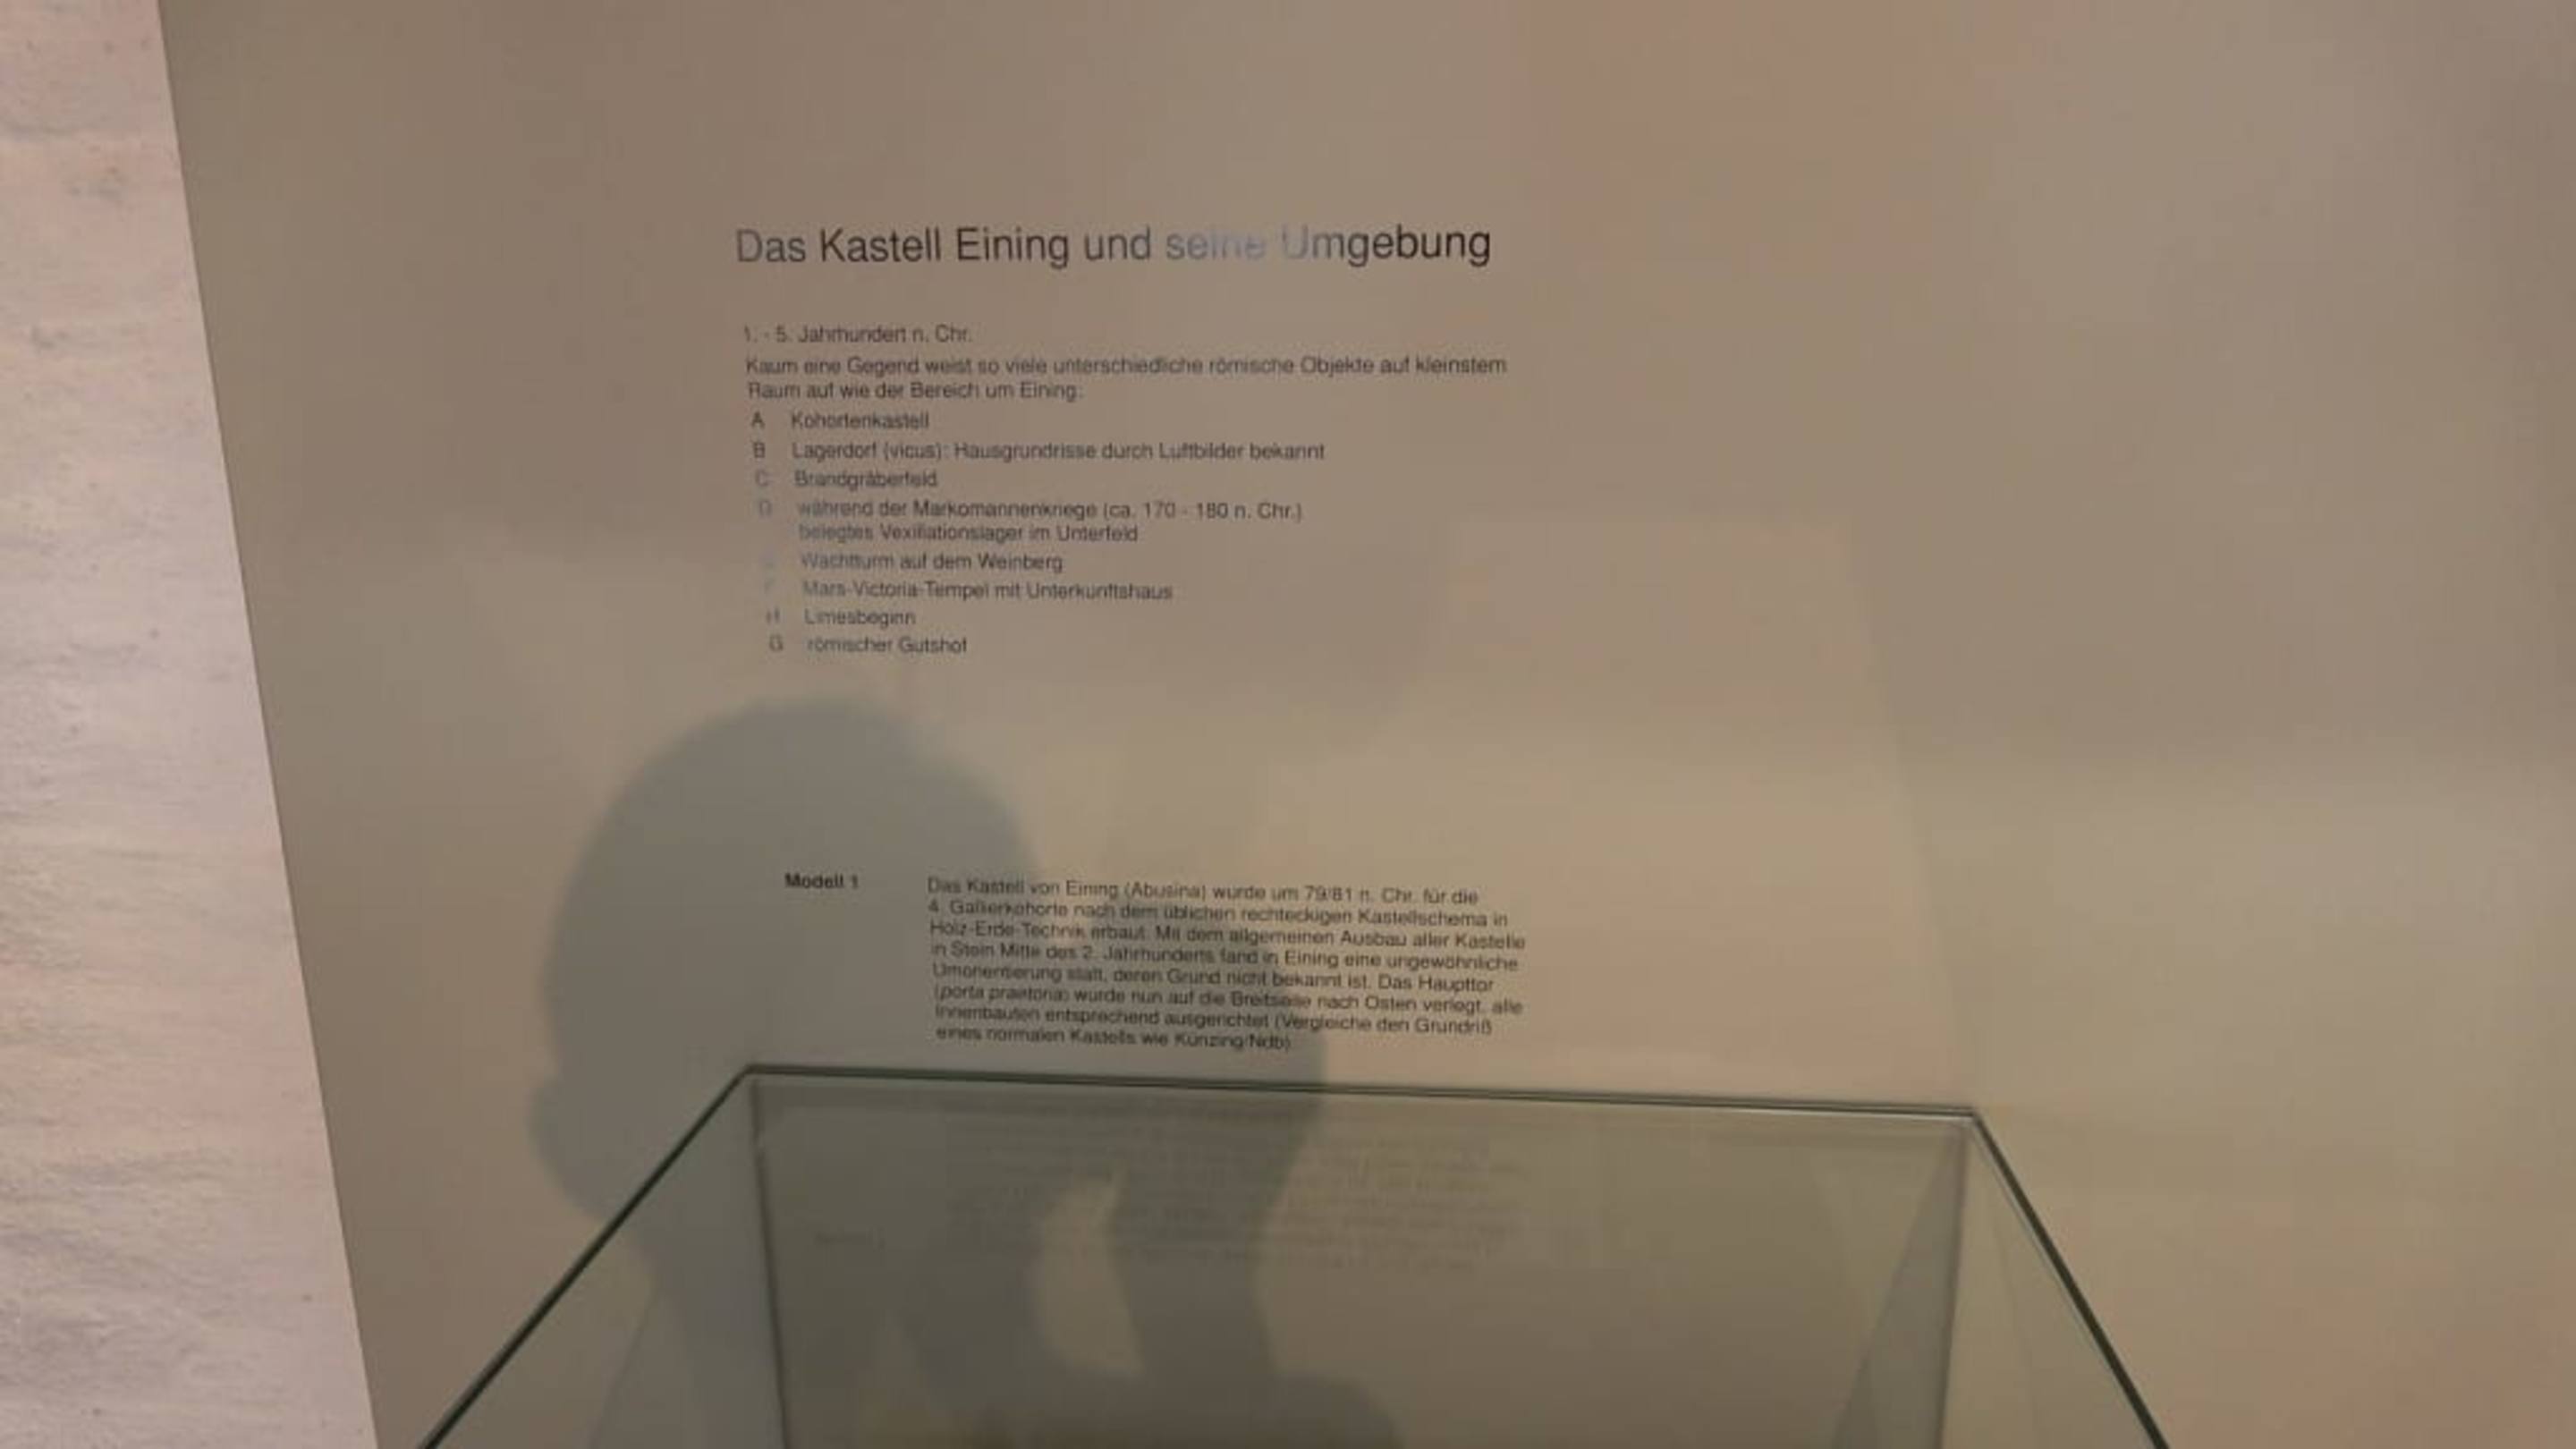 Das Kastell Eining und seine Umgebung
1. - 5. Jahrhundert n. Chr.
Kaum eine Gegend weist so viele unterschiedliche römische Objekte auf kleinstem
Raum auf wie der Bereich um Eining:
A Kohortenkastell
B Lagerdorf (vicus): Hausgrundrisse durch Luftbilder bekannt
C Brandgräberfeld
D während der Markomannenkriege (ca. 170 - 180 n. Chr.)
belegtes Vexillationslager im Unterfeld
Wachtturm auf dem Weinberg
F Mars-Victoria-Tempel mit Unterkunftshaus
H Limesbeginn
G römischer Gutshof
Modell 1
Das Kastell von Eining (Abusina) wurde um 79/81 n. Chr. für die
4. Gallierkohorte nach dem üblichen rechteckigen Kastellschema in
Holz-Erde-Technik erbaut. Mit dem allgemeinen Ausbau aller Kastelle
in Stein Mitte des 2. Jahrhunderts fand in Eining eine ungewöhnliche
Umorientierung statt, deren Grund nicht bekannt ist. Das Haupttor
(porta praetoria) wurde nun auf die Breitseite nach Osten verlegt, alle
Innenbauten entsprechend ausgerichtet (Vergleiche den Grundriß
eines normalen Kastells wie Künzing/Ndb)